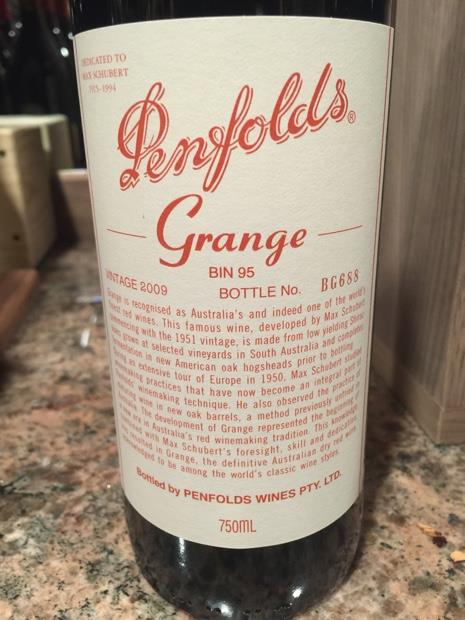 DEDICATED TO
MAX SCHUBERT
1915-1994
Penfolds®
Grange
BIN 95
VINTAGE 2009
BOTTLE No. BG688
Grange is recognised as Australia's and indeed one of the world's
finest red wines. This famous wine, developed by Max Schubert
commencing with the 1951 vintage, is made from low yielding Shiraz
grown at selected vineyards in South Australia and completes
fermentation in new American oak hogsheads prior to bottling.
During an extensive tour of Europe in 1950, Max Schubert studied
winemaking practices that have now become an integral part of
Penfolds' winemaking technique. He also observed the practice of
maturing wine in new oak barrels, a method previously untried in
Australia. The development of Grange represented the beginning of
a new era in Australia's red winemaking tradition. This knowledge
combined with Max Schubert's foresight, skill and dedication,
has resulted in Grange, the definitive Australian dry red wine
acknowledged to be among the world's classic wine styles.
Bottled by PENFOLDS WINES PTY. LTD.
750mL